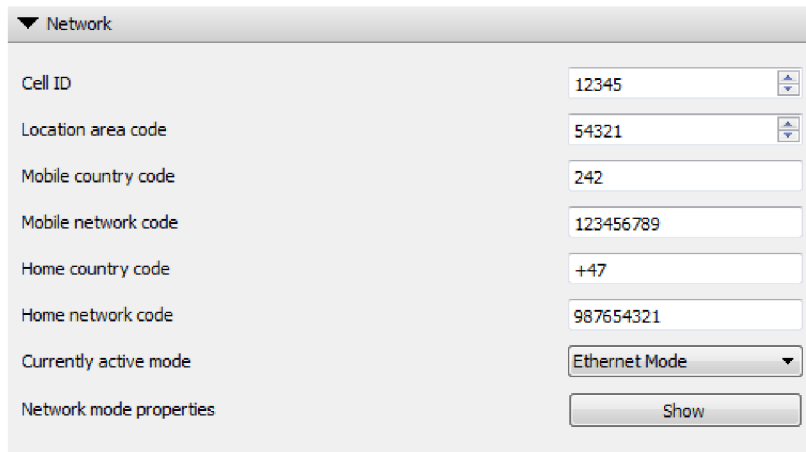 Network
Cell ID 12345
Location area code 54321
Mobile country code 242
Mobile network code 123456789
Home country code +47
Home network code 987654321
Currently active mode Ethernet Mode
Network mode properties Show